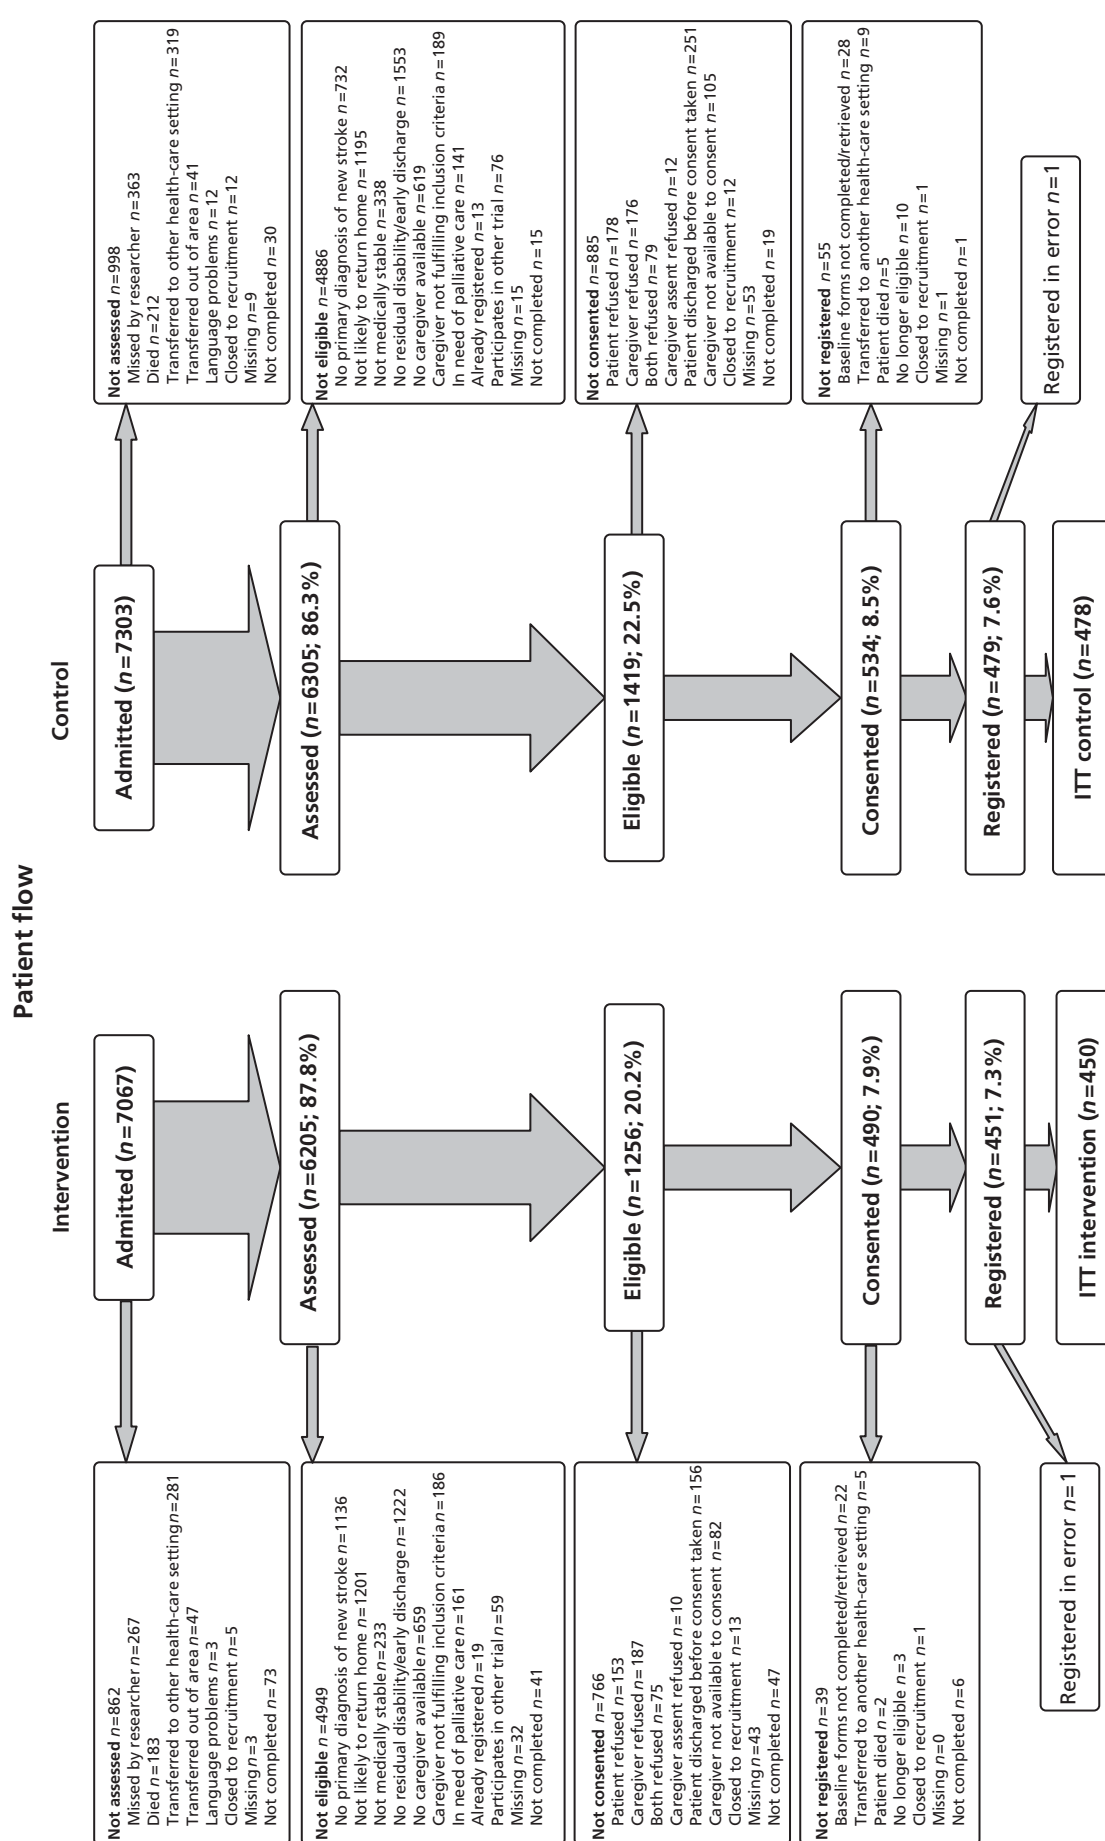 Patient flow
Intervention
Control
Admitted (n=7067)
Not assessed n=862
Missed by researcher n=267
Died n=183
Transferred to other health-care setting n=281
Transferred out of area n=47
Language problems n=3
Closed to recruitment n=5
Missing n=3
Not completed n=73
Assessed (n=6205; 87.8%)
Not eligible n=4949
No primary diagnosis of new stroke n=1136
Not likely to return home n=1201
Not medically stable n=233
No residual disability/early discharge n=1222
No caregiver available n=659
Caregiver not fulfilling inclusion criteria n=186
In need of palliative care n=161
Already registered n=19
Participates in other trial n=59
Missing n=32
Not completed n=41
Eligible (n=1256; 20.2%)
Not consented n=766
Patient refused n=153
Caregiver refused n=187
Both refused n=75
Caregiver assent refused n=10
Patient discharged before consent taken n=156
Caregiver not available to consent n=82
Closed to recruitment n=13
Missing n=43
Not completed n=47
Consented (n=490; 7.9%)
Not registered n=39
Baseline forms not completed/retrieved n=22
Transferred to another health-care setting n=5
Patient died n=2
No longer eligible n=3
Closed to recruitment n=1
Missing n=0
Not completed n=6
Registered (n=451; 7.3%)
Registered in error n=1
ITT intervention (n=450)
Admitted (n=7303)
Not assessed n=998
Missed by researcher n=363
Died n=212
Transferred to other health-care setting n=319
Transferred out of area n=41
Language problems n=12
Closed to recruitment n=12
Missing n=9
Not completed n=30
Assessed (n=6305; 86.3%)
Not eligible n=4886
No primary diagnosis of new stroke n=732
Not likely to return home n=1195
Not medically stable n=338
No residual disability/early discharge n=1553
No caregiver available n=619
Caregiver not fulfilling inclusion criteria n=189
In need of palliative care n=141
Already registered n=13
Participates in other trial n=76
Missing n=15
Not completed n=15
Eligible (n=1419; 22.5%)
Not consented n=885
Patient refused n=178
Caregiver refused n=176
Both refused n=79
Caregiver assent refused n=12
Patient discharged before consent taken n=251
Caregiver not available to consent n=105
Closed to recruitment n=12
Missing n=53
Not completed n=19
Consented (n=534; 8.5%)
Not registered n=55
Baseline forms not completed/retrieved n=28
Transferred to another health-care setting n=9
Patient died n=5
No longer eligible n=10
Closed to recruitment n=1
Missing n=1
Not completed n=1
Registered (n=479; 7.6%)
Registered in error n=1
ITT control (n=478)